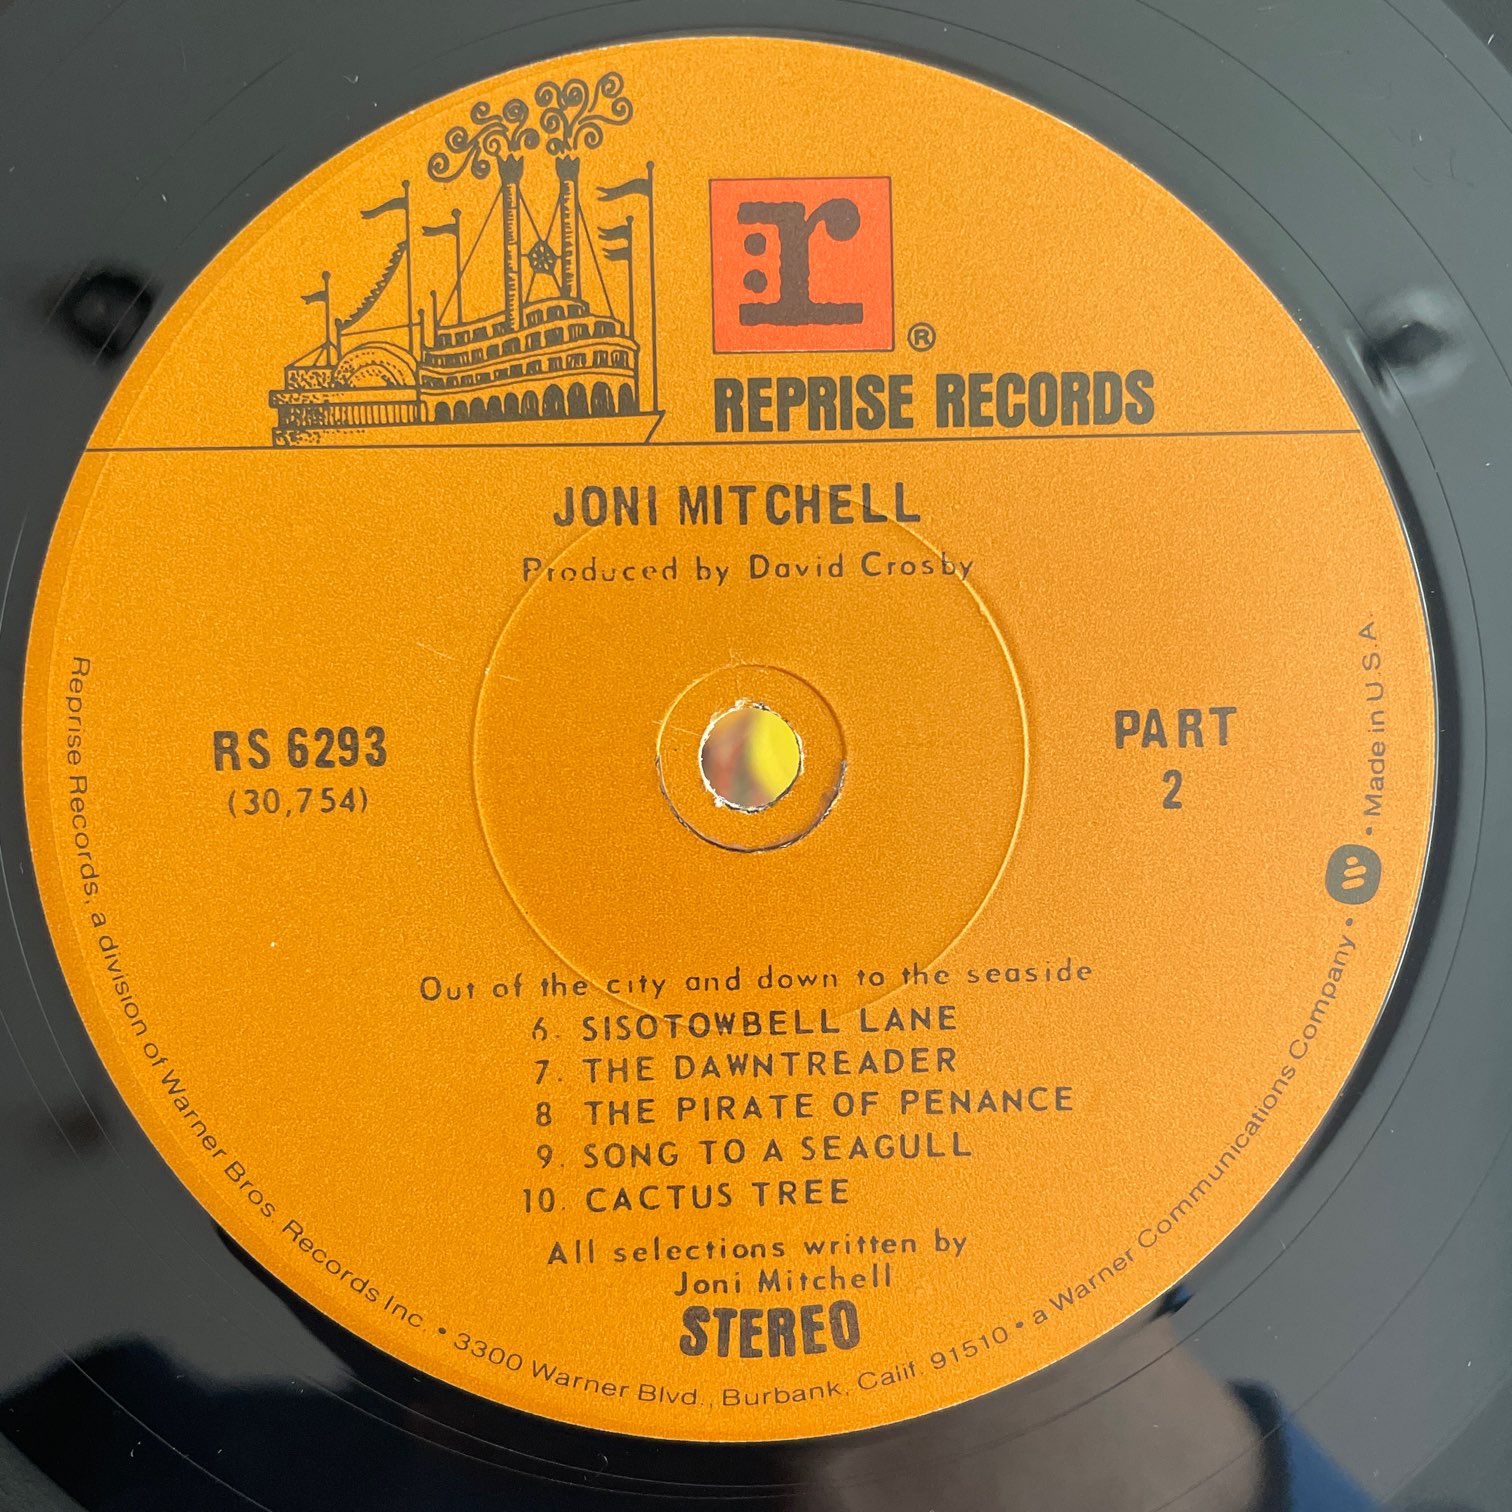 :r
®
REPRISE RECORDS
JONI MITCHELL
Produced by David Crosby
RS 6293
(30,754)
PART
2
Out of the city and down to the seaside
6. SISOTOWBELL LANE
7. THE DAWNTREADER
8 THE PIRATE OF PENANCE
9. SONG TO A SEAGULL
10. CACTUS TREE
All selections written by
Joni Mitchell
STEREO
Reprise Records, a division of Warner Bros. Records Inc. • 3300 Warner Blvd., Burbank, Calif. 91510 • a Warner Communications Company • W • Made in U.S.A.